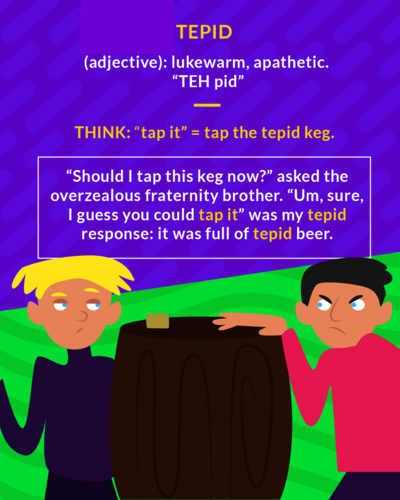 TEPID
(adjective): lukewarm, apathetic.
“TEH pid”
THINK: “tap it” = tap the tepid keg.
“Should I tap this keg now?” asked the
overzealous fraternity brother. “Um, sure,
I guess you could tap it” was my tepid
response: it was full of tepid beer.